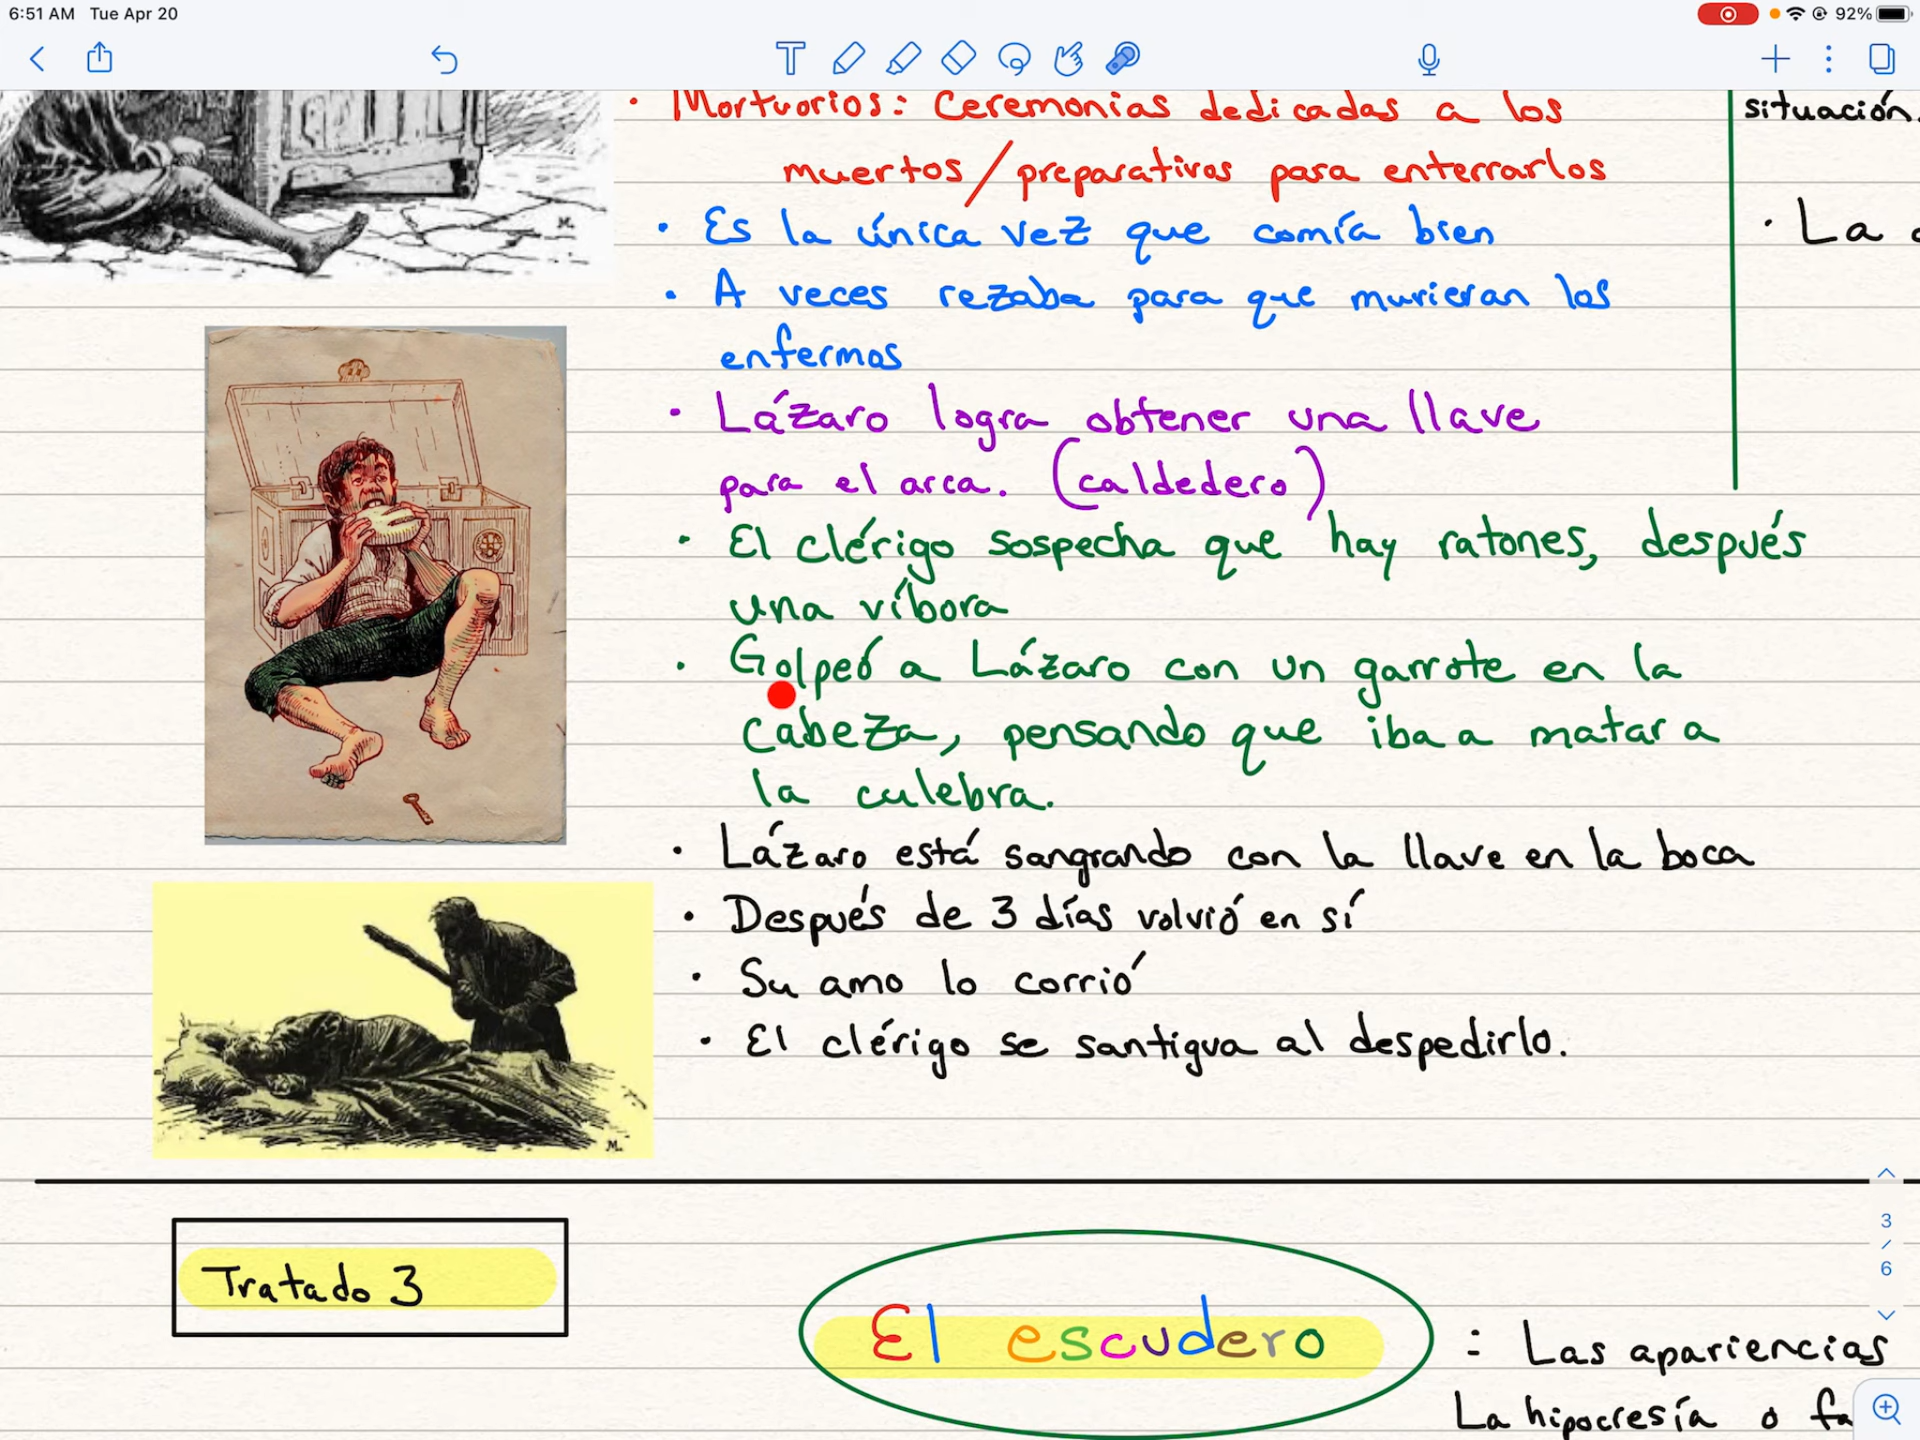 6:51 AM Tue Apr 20
92%
• Mortuorios: Ceremonias dedicadas a los
muertos/preparativos para enterrarlos
• Es la única vez que comía bien
• A veces rezaba para que murieran los
enfermos
• Lázaro logra obtener una llave
para el arca. (caldedero)
• El clérigo sospecha que hay ratones, después
una víbora
• Golpeó a Lázaro con un garrote en la
cabeza, pensando que iba a matar a
la culebra.
• Lázaro está sangrando con la llave en la boca
• Después de 3 días volvió en sí
• Su amo lo corrió
• El clérigo se santigua al despedirlo.
situación.
• La
Tratado 3
El escudero
: Las apariencias
La hipocresía o fa
3
/
6